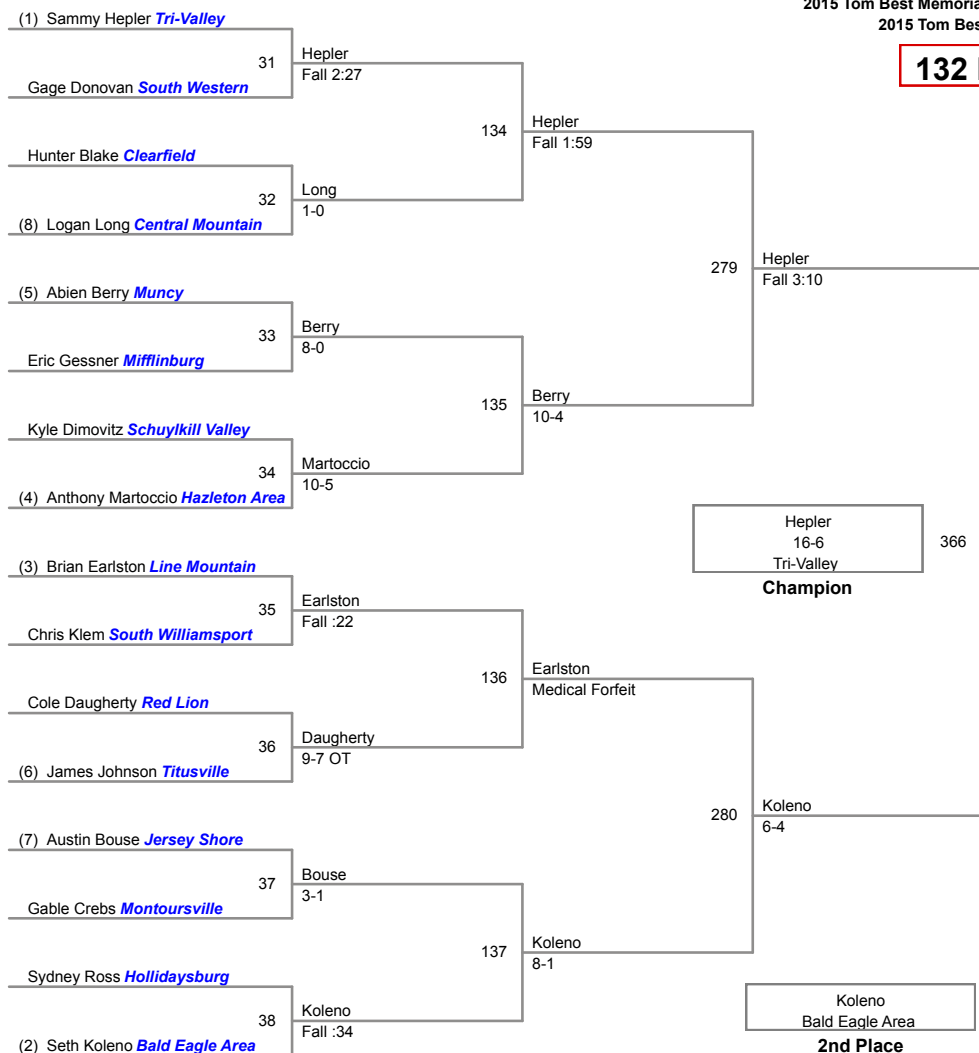 2015 Tom Best Memoria
2015 Tom Bes
132
(1) Sammy Hepler Tri-Valley
31
Hepler
Fall 2:27
Gage Donovan South Western
134
Hepler
Fall 1:59
Hunter Blake Clearfield
32
Long
1-0
(8) Logan Long Central Mountain
279
Hepler
Fall 3:10
(5) Abien Berry Muncy
33
Berry
8-0
Eric Gessner Mifflinburg
135
Berry
10-4
Kyle Dimovitz Schuylkill Valley
34
Martoccio
10-5
(4) Anthony Martoccio Hazleton Area
Hepler
16-6
Tri-Valley
366
Champion
(3) Brian Earlston Line Mountain
35
Earlston
Fall :22
Chris Klem South Williamsport
136
Earlston
Medical Forfeit
Cole Daugherty Red Lion
36
Daugherty
9-7 OT
(6) James Johnson Titusville
280
Koleno
6-4
(7) Austin Bouse Jersey Shore
37
Bouse
3-1
Gable Crebs Montoursville
137
Koleno
8-1
Sydney Ross Hollidaysburg
38
Koleno
Fall :34
(2) Seth Koleno Bald Eagle Area
Koleno
Bald Eagle Area
2nd Place